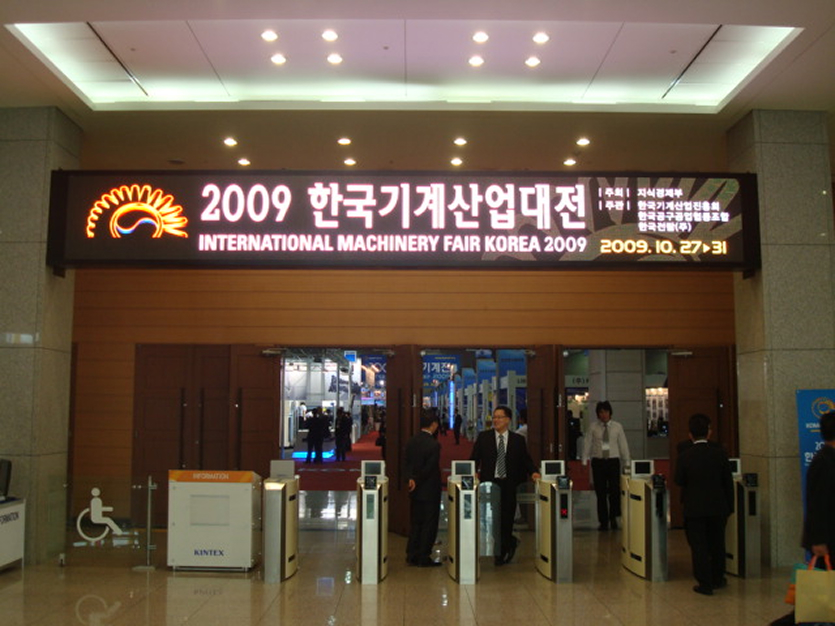 2009 한국기계산업대전
INTERNATIONAL MACHINERY FAIR KOREA 2009
주최 지식경제부
주관 한국기계산업진흥회
한국공구공업협동조합
한국전람(주)
2009.10.27▶31
INFORMATION
KINTEX